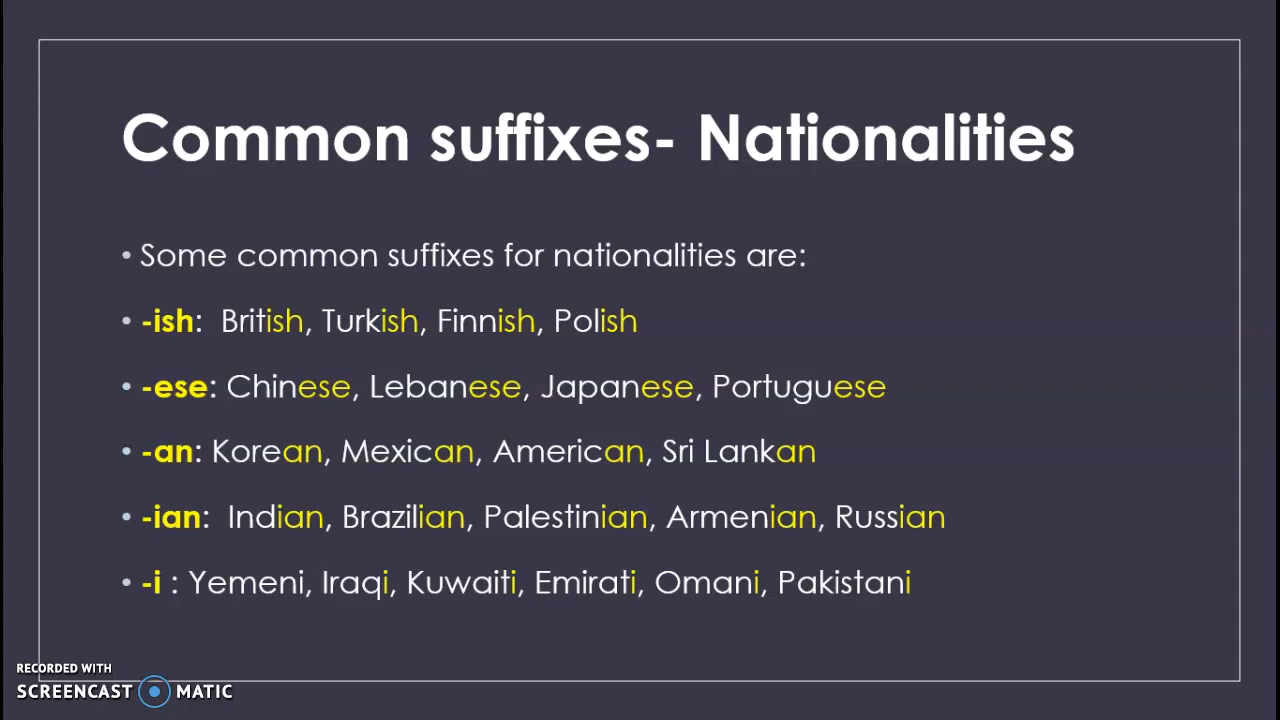 Common suffixes- Nationalities
• Some common suffixes for nationalities are:
• -ish: British, Turkish, Finnish, Polish
• -ese: Chinese, Lebanese, Japanese, Portuguese
• -an: Korean, Mexican, American, Sri Lankan
• -ian: Indian, Brazilian, Palestinian, Armenian, Russian
• -i : Yemeni, Iraqi, Kuwaiti, Emirati, Omani, Pakistani
RECORDED WITH
SCREENCAST MATIC